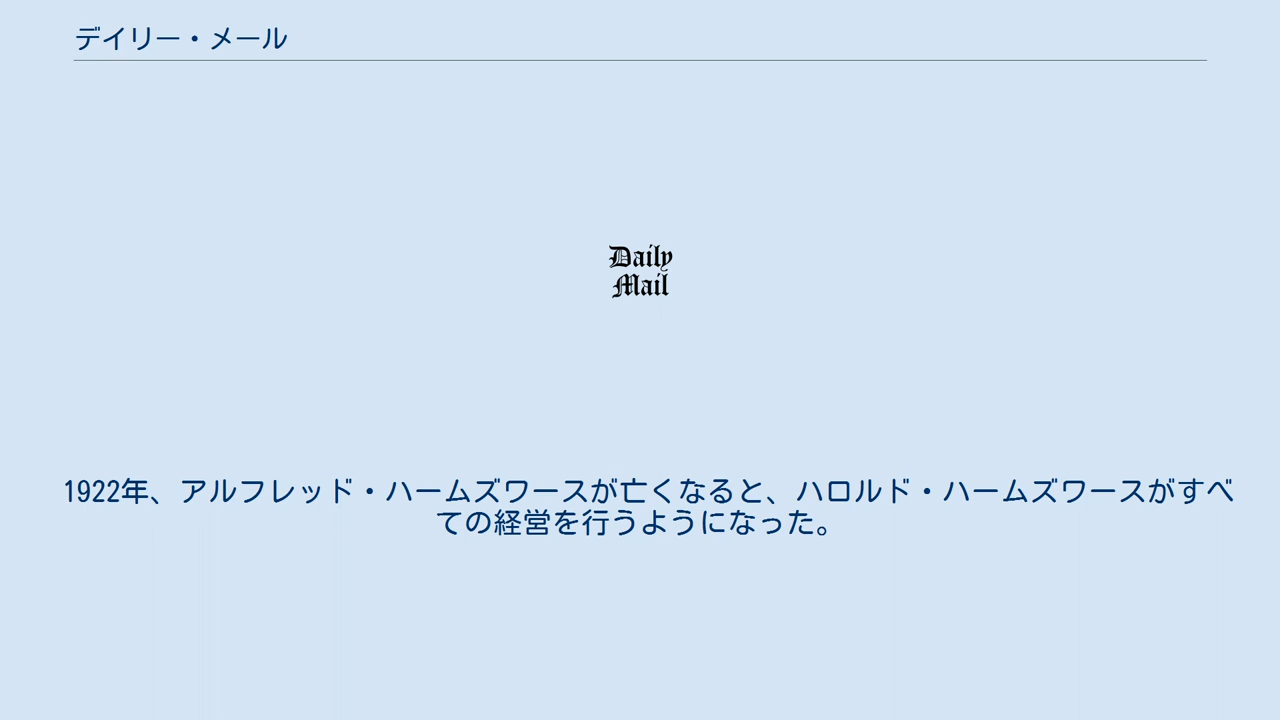 デイリー・メール
Daily
Mail
1922年、アルフレッド・ハームズワースが亡くなると、ハロルド・ハームズワースがすべ
ての経営を行うようになった。